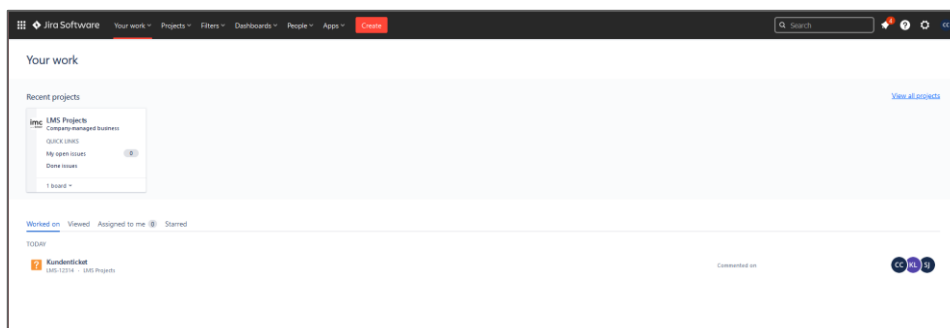 Jira Software Your work Projects Filters Dashboards People Apps Create Search 4 CC
Your work
Recent projects View all projects
imc LMS Projects
Company-managed business
QUICK LINKS
My open issues 0
Done issues
1 board
Worked on Viewed Assigned to me 0 Starred
TODAY
Kundenticket
LMS-12314 · LMS Projects Commented on CC KL SJ